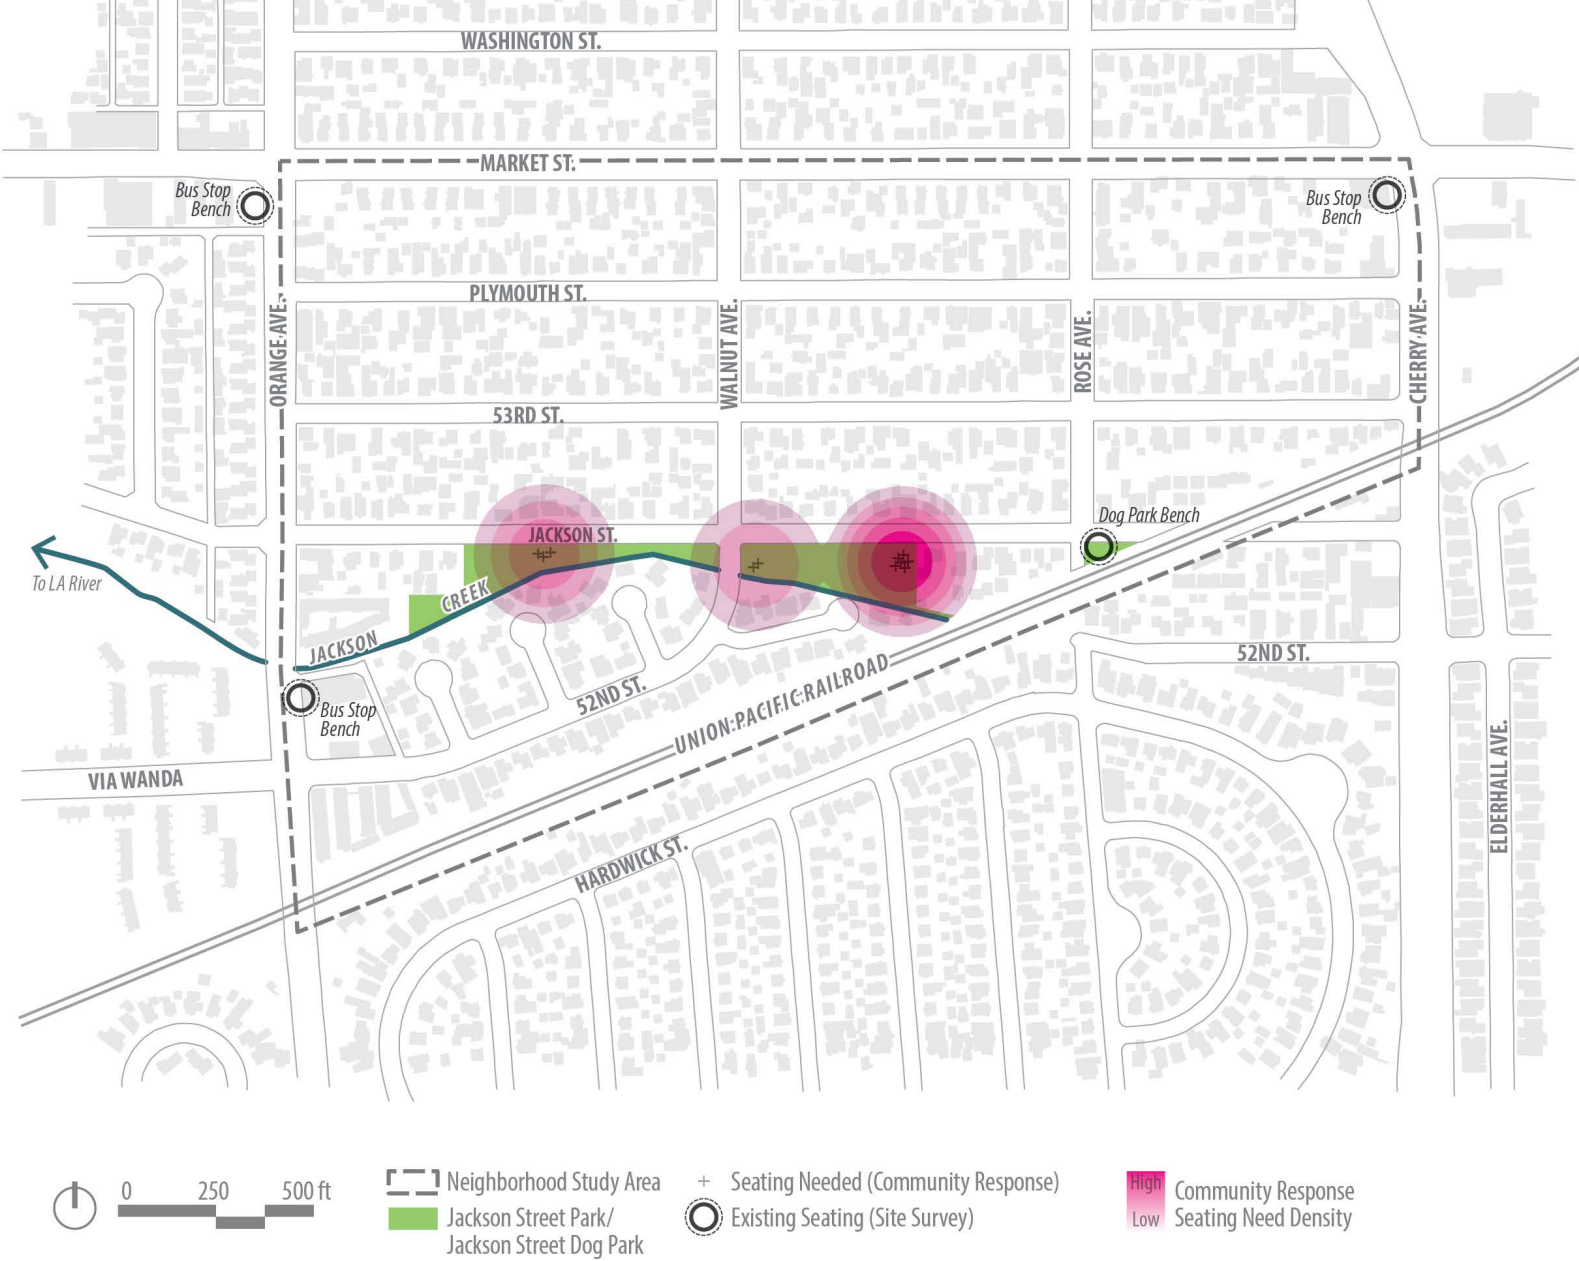 WASHINGTON ST.
MARKET ST.
Bus Stop
Bench
Bus Stop
Bench
PLYMOUTH ST.
ORANGE AVE.
WALNUT AVE.
ROSE AVE.
CHERRY AVE.
53RD ST.
Dog Park Bench
JACKSON ST.
To LA River
JACKSON
CREEK
52ND ST.
52ND ST.
Bus Stop
Bench
UNION PACIFIC RAILROAD
VIA WANDA
ELDERHALL AVE.
HARDWICK ST.
0 250 500 ft
Neighborhood Study Area
Jackson Street Park/
Jackson Street Dog Park
Seating Needed (Community Response)
Existing Seating (Site Survey)
High
Low
Community Response
Seating Need Density